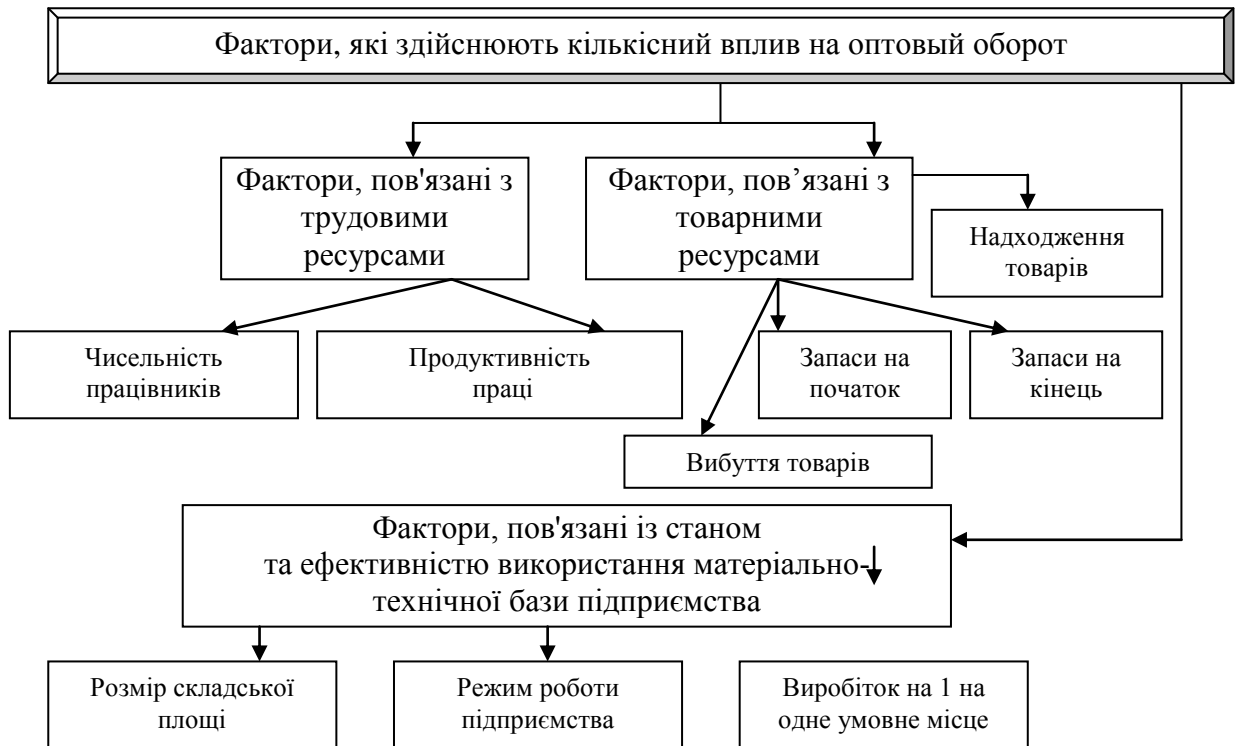 Фактори, які здійснюють кількісний вплив на оптовый оборот
Фактори, пов'язані з
трудовими
ресурсами
Фактори, пов’язані з
товарними
ресурсами
Надходження
товарів
Чисельність
працівників
Продуктивність
праці
Запаси на
початок
Запаси на
кінець
Вибуття товарів
Фактори, пов'язані із станом
та ефективністю використання матеріально-
технічної бази підприємства
Розмір складської
площі
Режим роботи
підприємства
Виробіток на 1 на
одне умовне місце